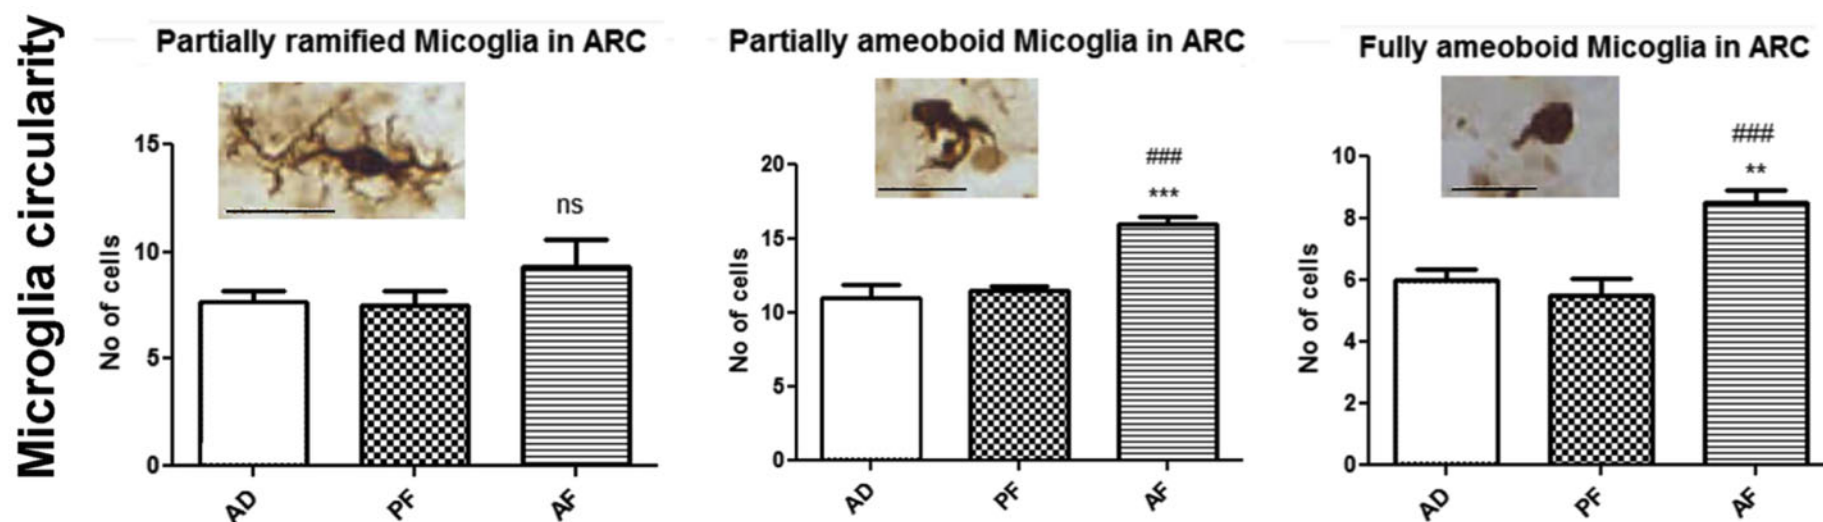 Microglia circularity
Partially ramified Micoglia in ARC
No of cells
15
10
5
0
ns
AD
PF
AF
Partially ameoboid Micoglia in ARC
No of cells
20
15
10
5
0
###
***
AD
PF
AF
Fully ameoboid Micoglia in ARC
No of cells
10
8
6
4
2
0
###
**
AD
PF
AF